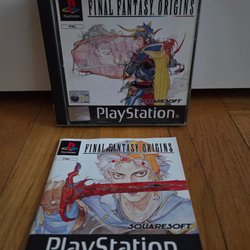 FINAL FANTASY ORIGINS
PAL
SQUARESOFT
PlayStation
FINAL FANTASY ORIGINS
PAL
SQUARESOFT
PlayStation